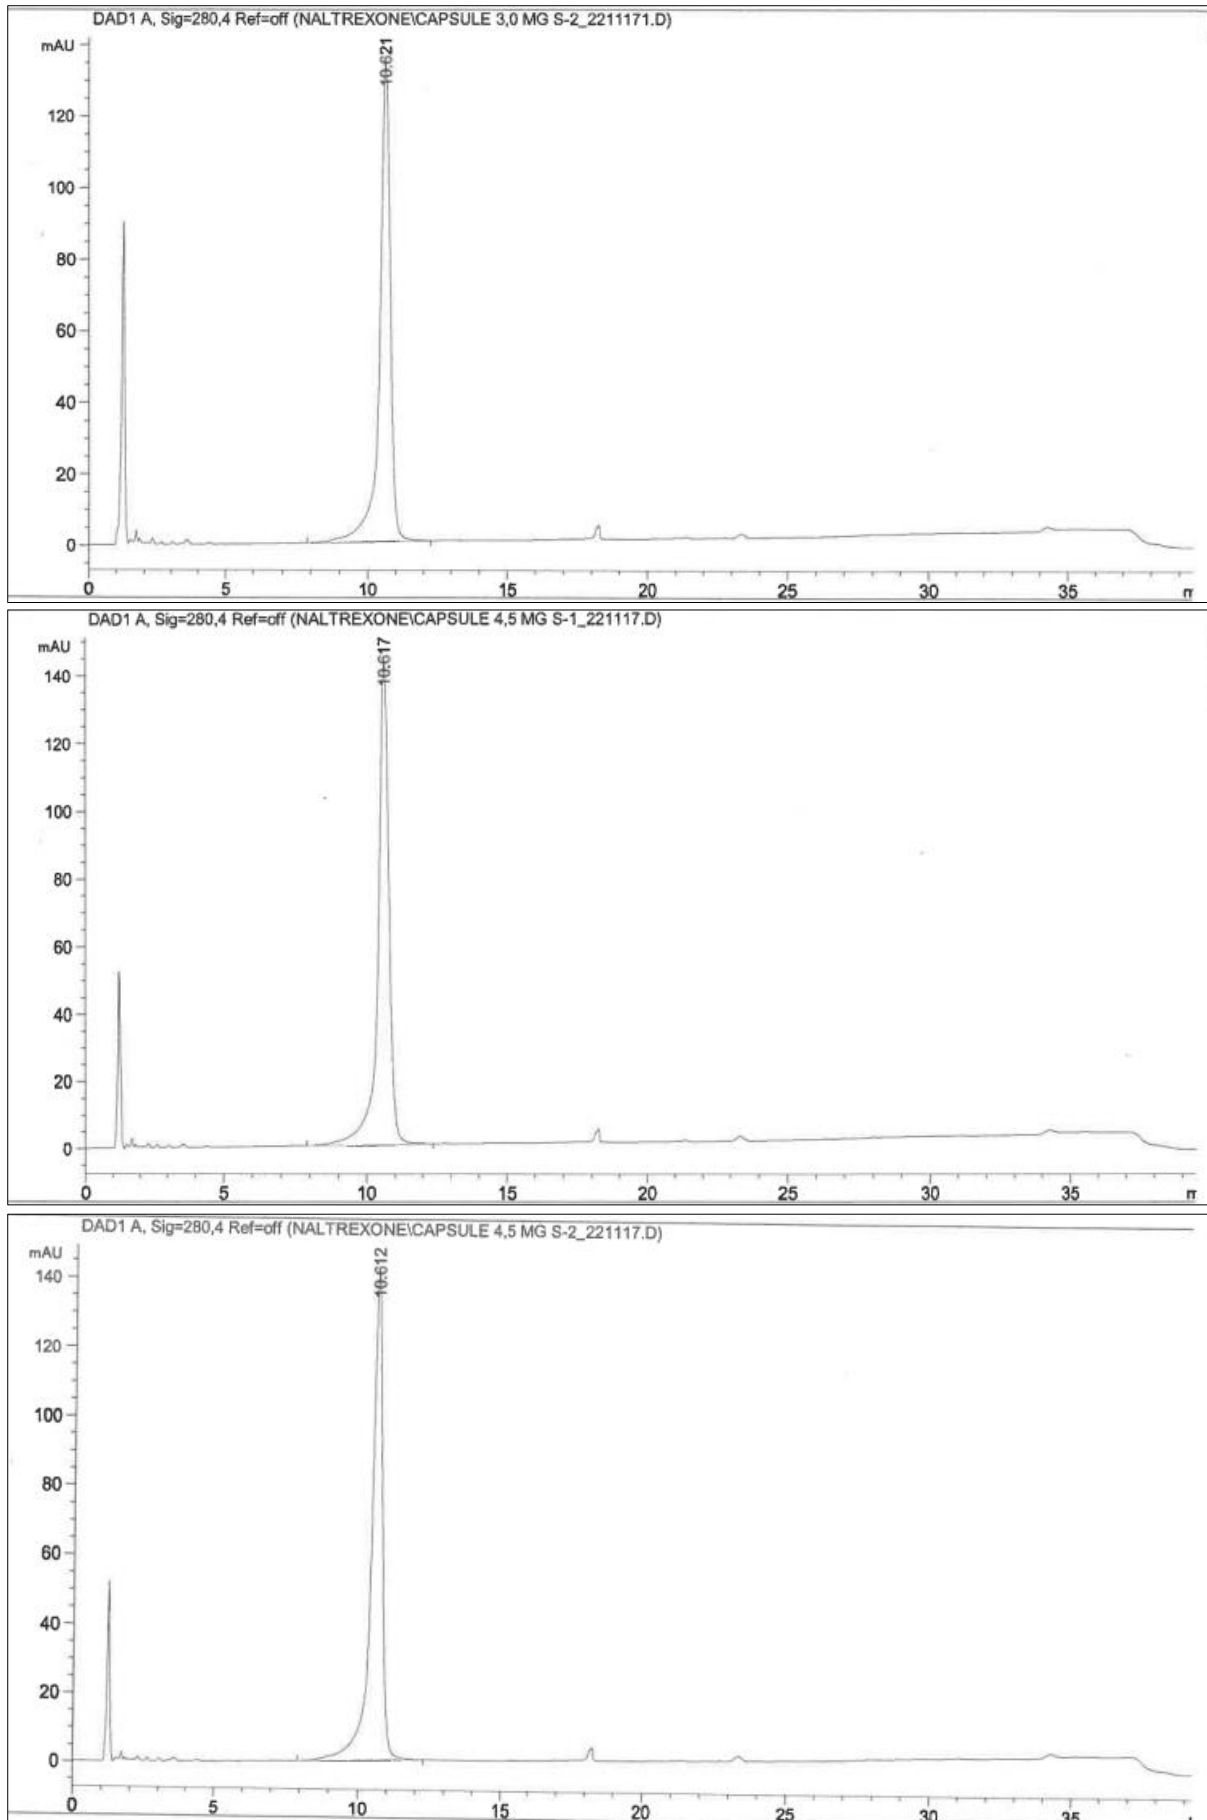 DAD1 A, Sig=280,4 Ref=off (NALTREXONE\CAPSULE 3,0 MG S-2_2211171.D)
mAU
10.621
120
100
80
60
40
20
0
0 5 10 15 20 25 30 35
DAD1 A, Sig=280,4 Ref=off (NALTREXONE\CAPSULE 4,5 MG S-1_221117.D)
mAU
10.617
140
120
100
80
60
40
20
0
0 5 10 15 20 25 30 35
DAD1 A, Sig=280,4 Ref=off (NALTREXONE\CAPSULE 4,5 MG S-2_221117.D)
mAU
10.612
140
120
100
80
60
40
20
0
0 5 10 15 20 25 30 35